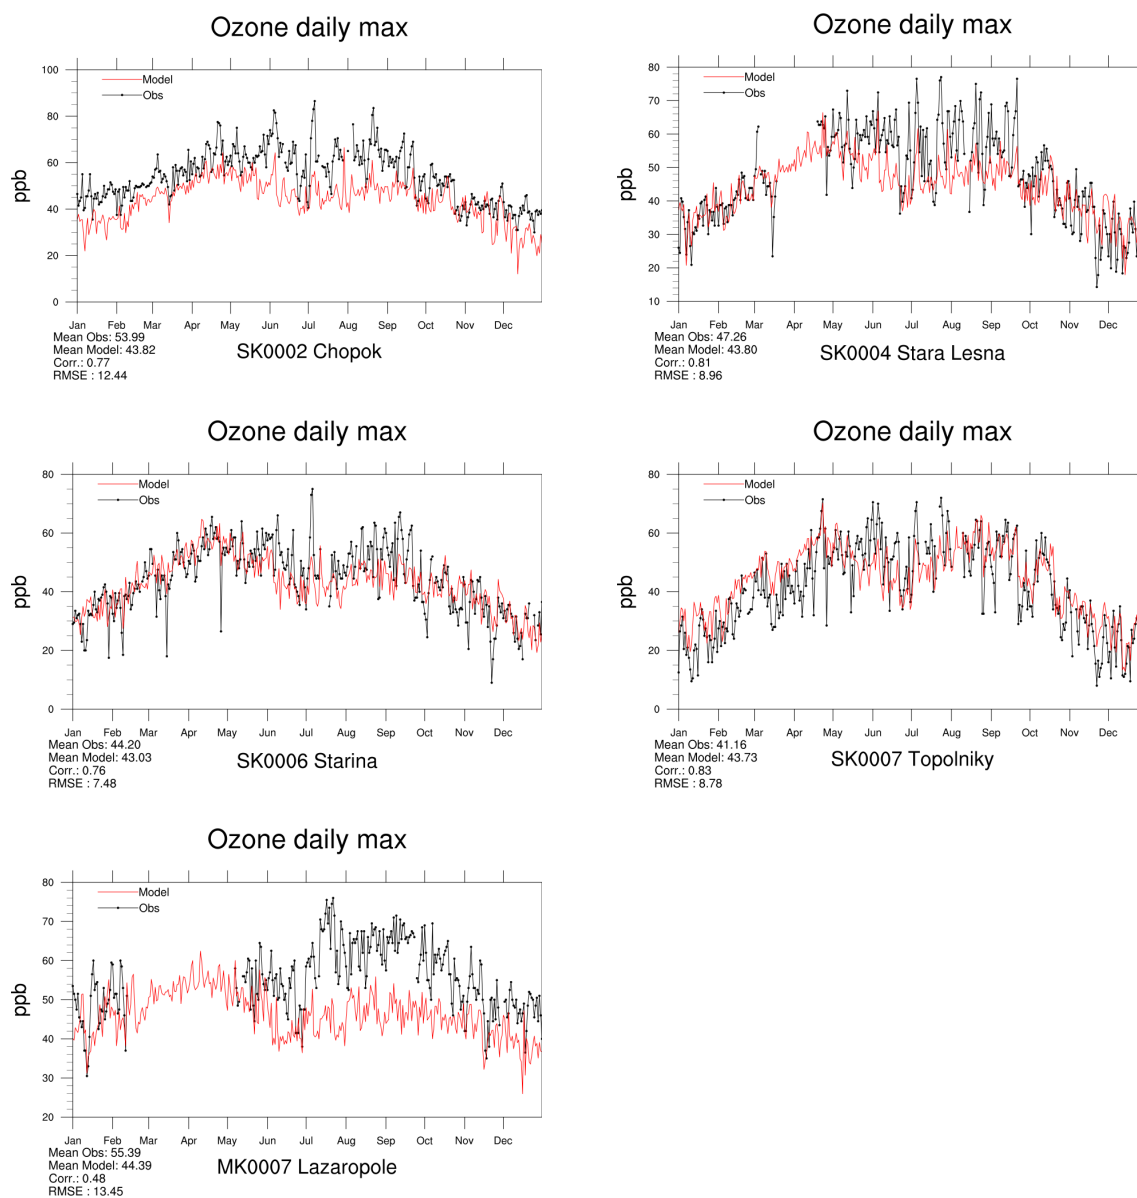 Ozone daily max
100
80
60
40
20
0
ppb
Model
Obs
Jan Feb Mar Apr May Jun Jul Aug Sep Oct Nov Dec
Mean Obs: 53.99
Mean Model: 43.82
Corr.: 0.77
RMSE : 12.44
SK0002 Chopok
Ozone daily max
80
70
60
50
40
30
20
10
ppb
Model
Obs
Jan Feb Mar Apr May Jun Jul Aug Sep Oct Nov Dec
Mean Obs: 47.26
Mean Model: 43.80
Corr.: 0.81
RMSE : 8.96
SK0004 Stara Lesna
Ozone daily max
80
60
40
20
0
ppb
Model
Obs
Jan Feb Mar Apr May Jun Jul Aug Sep Oct Nov Dec
Mean Obs: 44.20
Mean Model: 43.03
Corr.: 0.76
RMSE : 7.48
SK0006 Starina
Ozone daily max
80
60
40
20
0
ppb
Model
Obs
Jan Feb Mar Apr May Jun Jul Aug Sep Oct Nov Dec
Mean Obs: 41.16
Mean Model: 43.73
Corr.: 0.83
RMSE : 8.78
SK0007 Topolniky
Ozone daily max
80
70
60
50
40
30
20
ppb
Model
Obs
Jan Feb Mar Apr May Jun Jul Aug Sep Oct Nov Dec
Mean Obs: 55.39
Mean Model: 44.39
Corr.: 0.48
RMSE : 13.45
MK0007 Lazaropole